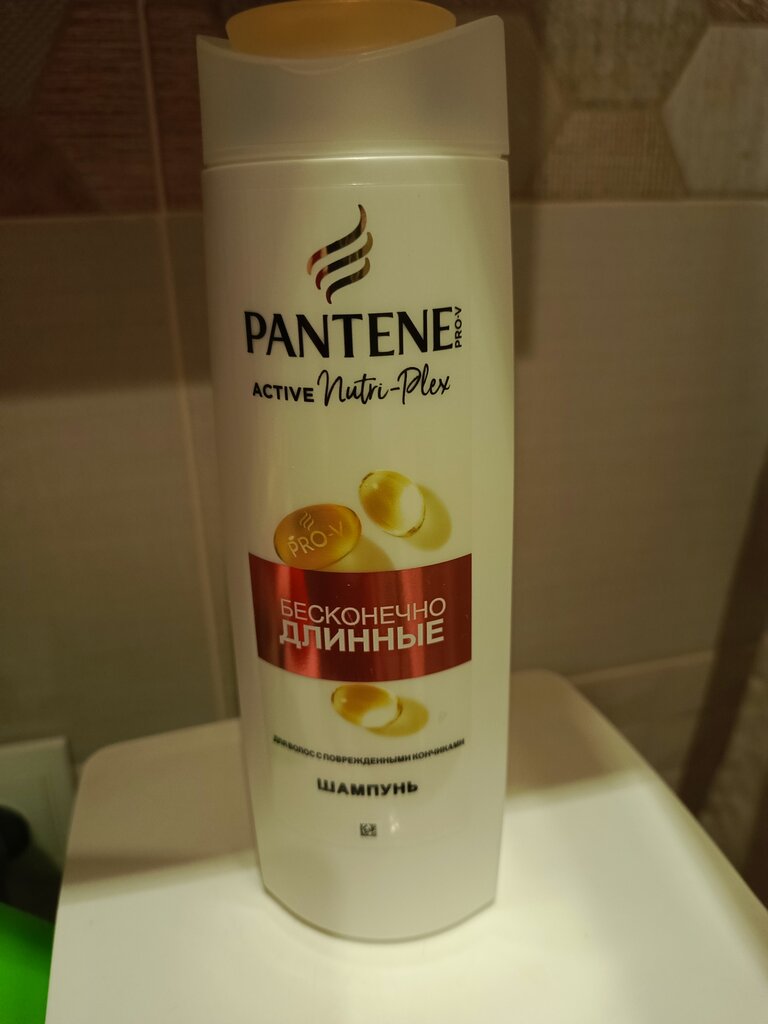 PANTENE PRO-V
ACTIVE Nutri-Plex
PRO-V
БЕСКОНЕЧНО
ДЛИННЫЕ
ДЛЯ ВОЛОС С ПОВРЕЖДЕННЫМИ КОНЧИКАМИ
ШАМПУНЬ